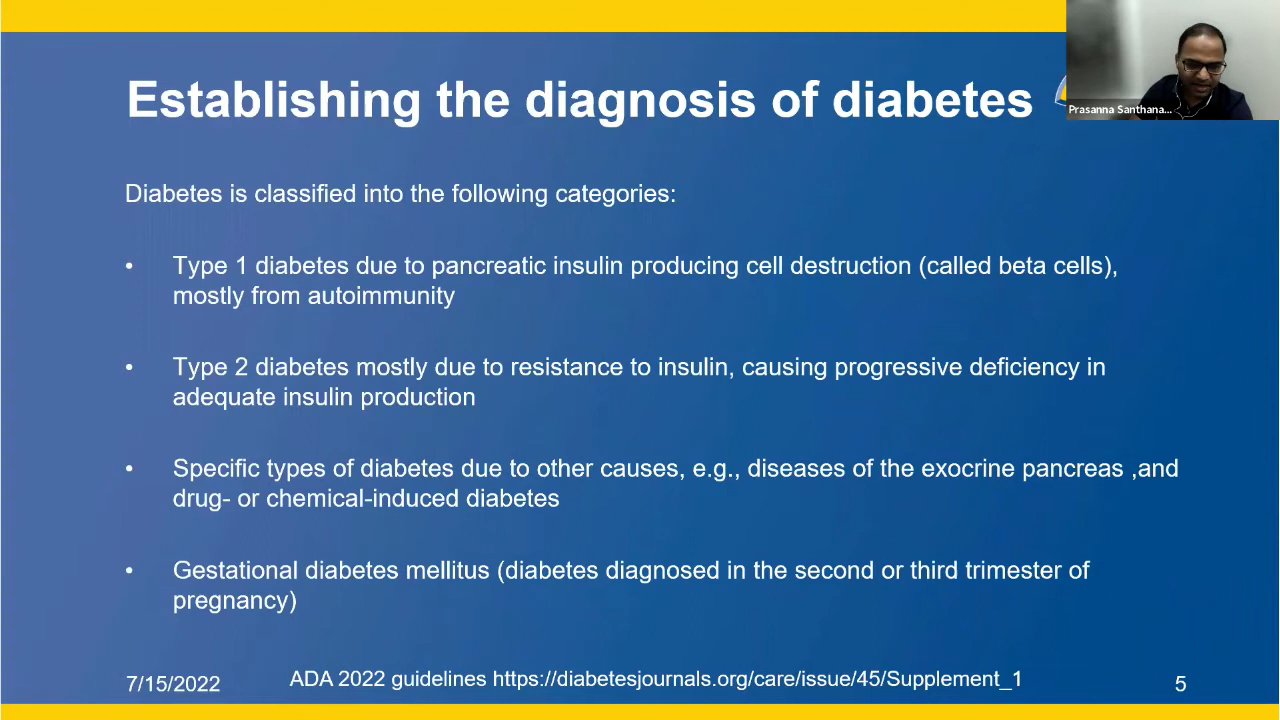 Establishing the diagnosis of diabetes
Prasanna Santhana...
Diabetes is classified into the following categories:
• Type 1 diabetes due to pancreatic insulin producing cell destruction (called beta cells),
mostly from autoimmunity
• Type 2 diabetes mostly due to resistance to insulin, causing progressive deficiency in
adequate insulin production
• Specific types of diabetes due to other causes, e.g., diseases of the exocrine pancreas ,and
drug- or chemical-induced diabetes
• Gestational diabetes mellitus (diabetes diagnosed in the second or third trimester of
pregnancy)
7/15/2022
ADA 2022 guidelines https://diabetesjournals.org/care/issue/45/Supplement_1
5